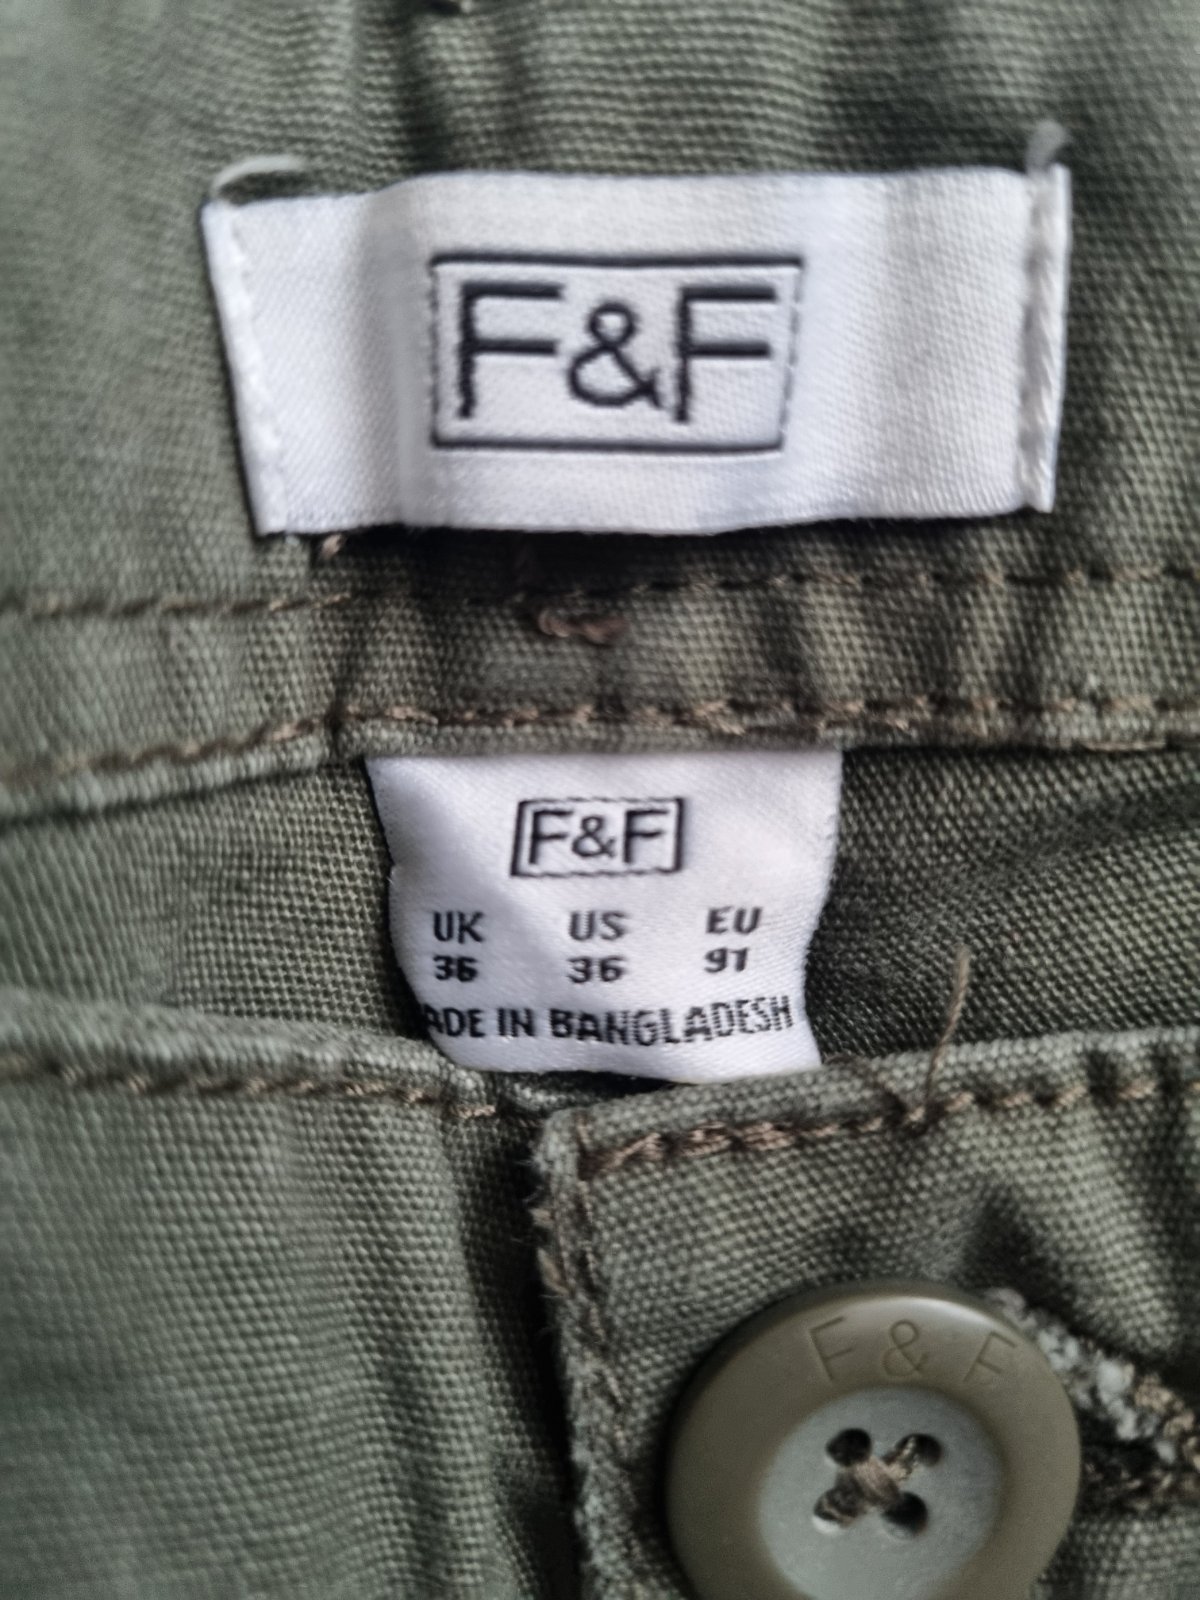 F&F
F&F
UK US EU
36 36 91
ADE IN BANGLADESH
F & F